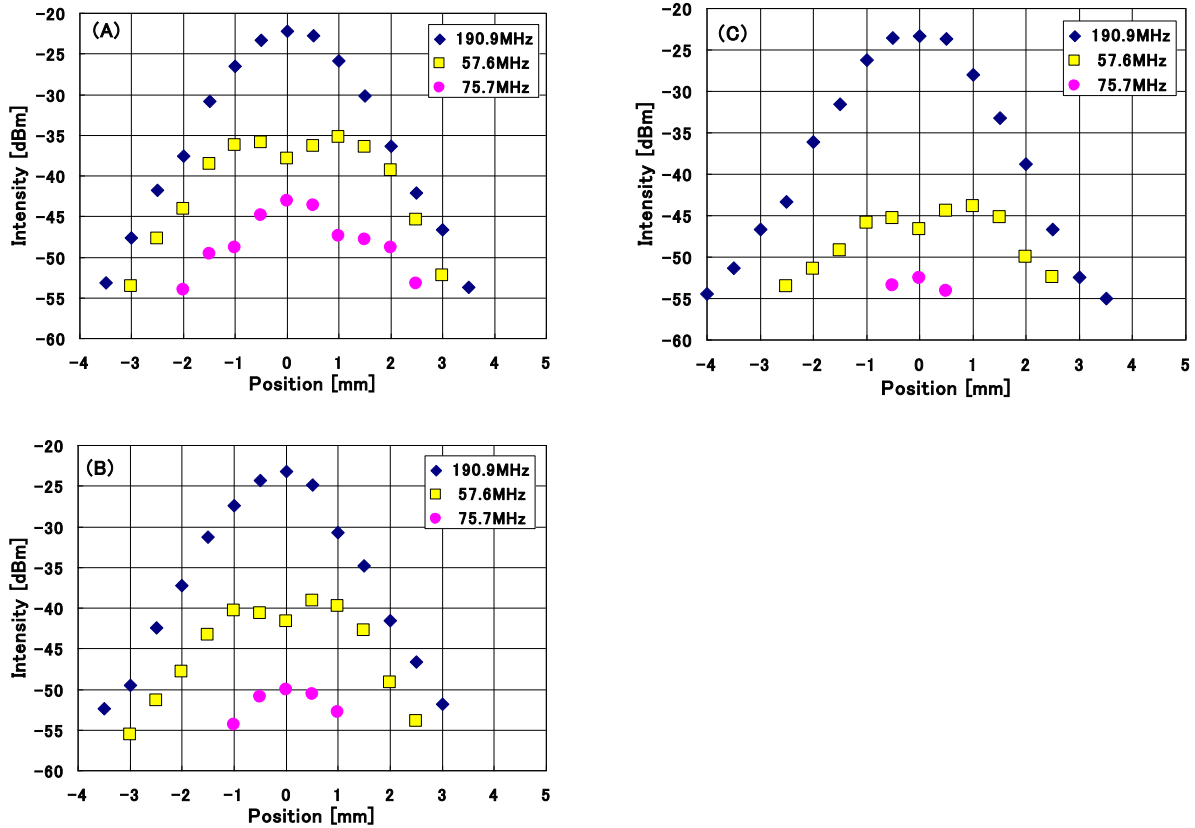 (A)
190.9MHz
57.6MHz
75.7MHz
Intensity [dBm]
-20
-25
-30
-35
-40
-45
-50
-55
-60
-4 -3 -2 -1 0 1 2 3 4 5
Position [mm]
(C)
190.9MHz
57.6MHz
75.7MHz
Intensity [dBm]
-20
-25
-30
-35
-40
-45
-50
-55
-60
-4 -3 -2 -1 0 1 2 3 4 5
Position [mm]
(B)
190.9MHz
57.6MHz
75.7MHz
Intensity [dBm]
-20
-25
-30
-35
-40
-45
-50
-55
-60
-4 -3 -2 -1 0 1 2 3 4 5
Position [mm]